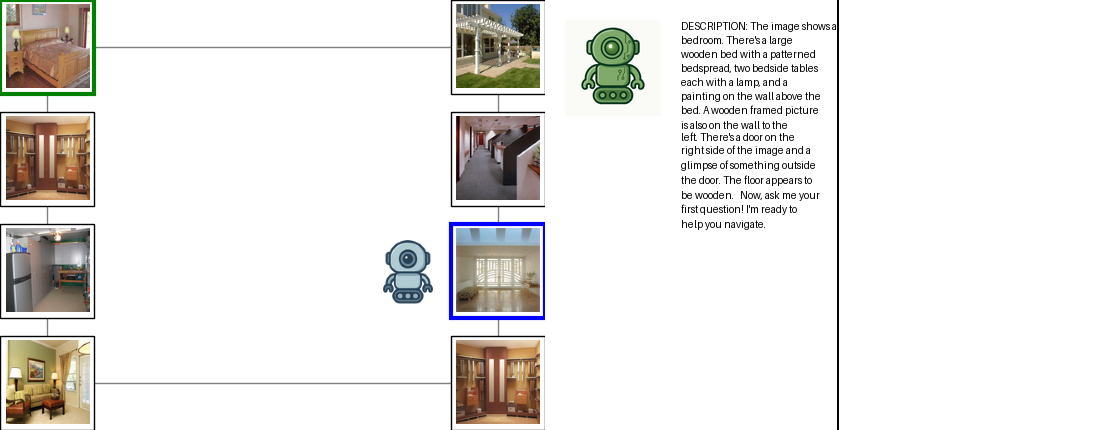 DESCRIPTION: The image shows a
bedroom. There's a large
wooden bed with a patterned
bedspread, two bedside tables
each with a lamp, and a
painting on the wall above the
bed. A wooden framed picture
is also on the wall to the
left. There's a door on the
right side of the image and a
glimpse of something outside
the door. The floor appears to
be wooden. Now, ask me your
first question! I'm ready to
help you navigate.